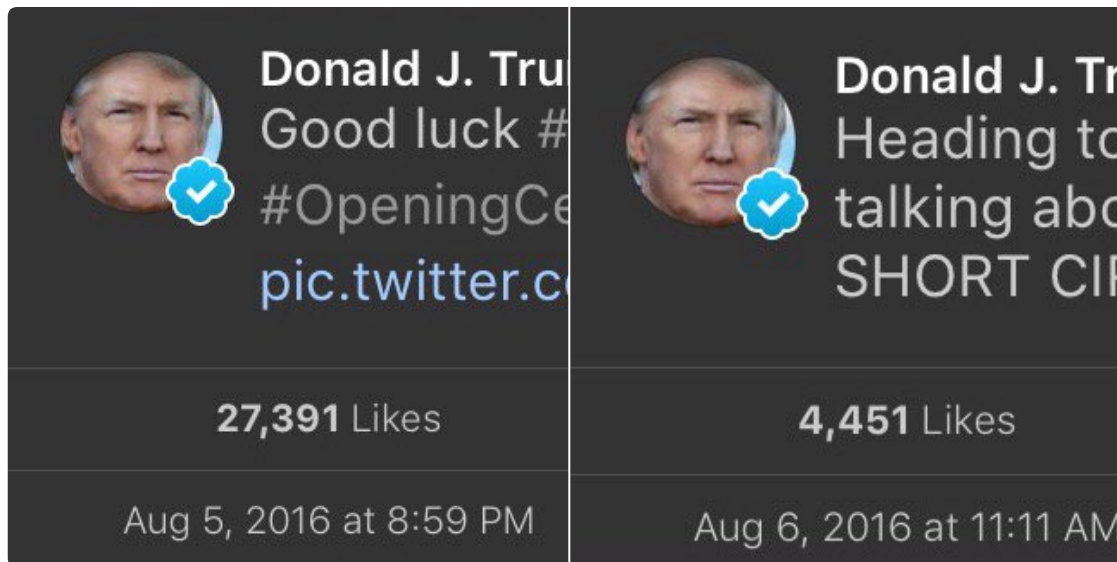 Donald J. Tru
Good luck #
#OpeningCe
pic.twitter.c
27,391 Likes
Aug 5, 2016 at 8:59 PM
Donald J. Tr
Heading to
talking abo
SHORT CIR
4,451 Likes
Aug 6, 2016 at 11:11 AM